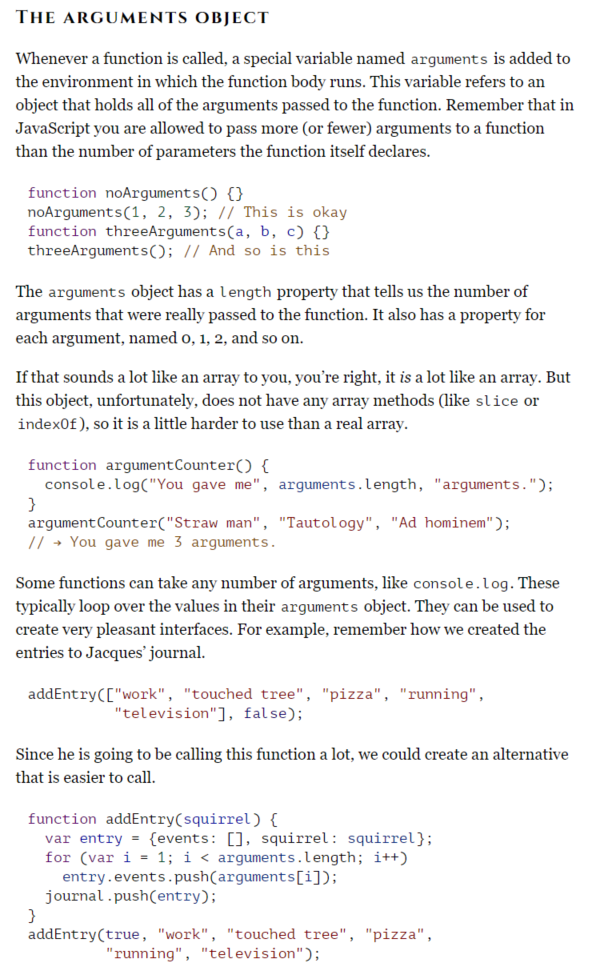 THE ARGUMENTS OBJECT
Whenever a function is called, a special variable named arguments is added to
the environment in which the function body runs. This variable refers to an
object that holds all of the arguments passed to the function. Remember that in
JavaScript you are allowed to pass more (or fewer) arguments to a function
than the number of parameters the function itself declares.
function noArguments() {}
noArguments(1, 2, 3); // This is okay
function threeArguments(a, b, c) {}
threeArguments(); // And so is this
The arguments object has a length property that tells us the number of
arguments that were really passed to the function. It also has a property for
each argument, named 0, 1, 2, and so on.
If that sounds a lot like an array to you, you’re right, it is a lot like an array. But
this object, unfortunately, does not have any array methods (like slice or
indexOf), so it is a little harder to use than a real array.
function argumentCounter() {
  console.log("You gave me", arguments.length, "arguments.");
}
argumentCounter("Straw man", "Tautology", "Ad hominem");
// → You gave me 3 arguments.
Some functions can take any number of arguments, like console.log. These
typically loop over the values in their arguments object. They can be used to
create very pleasant interfaces. For example, remember how we created the
entries to Jacques’ journal.
addEntry(["work", "touched tree", "pizza", "running",
          "television"], false);
Since he is going to be calling this function a lot, we could create an alternative
that is easier to call.
function addEntry(squirrel) {
  var entry = {events: [], squirrel: squirrel};
  for (var i = 1; i < arguments.length; i++)
    entry.events.push(arguments[i]);
  journal.push(entry);
}
addEntry(true, "work", "touched tree", "pizza",
         "running", "television");